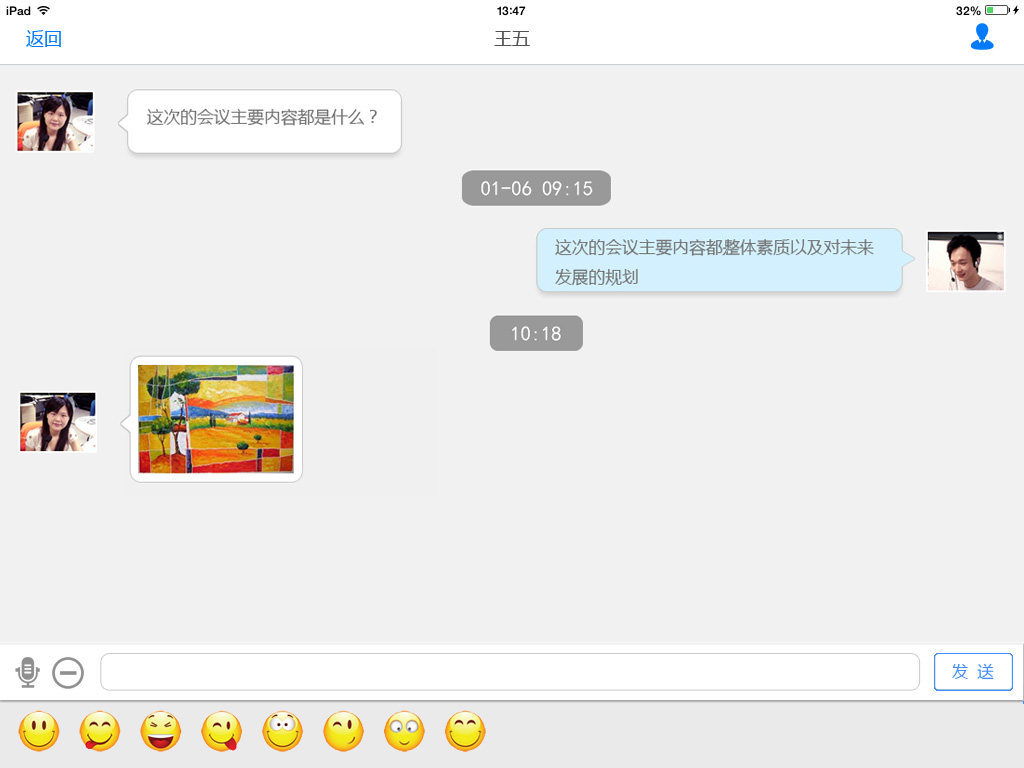 iPad 13:47 32%
返回 王五
这次的会议主要内容都是什么？
01-06 09:15
这次的会议主要内容都整体素质以及对未来
发展的规划
10:18
发 送